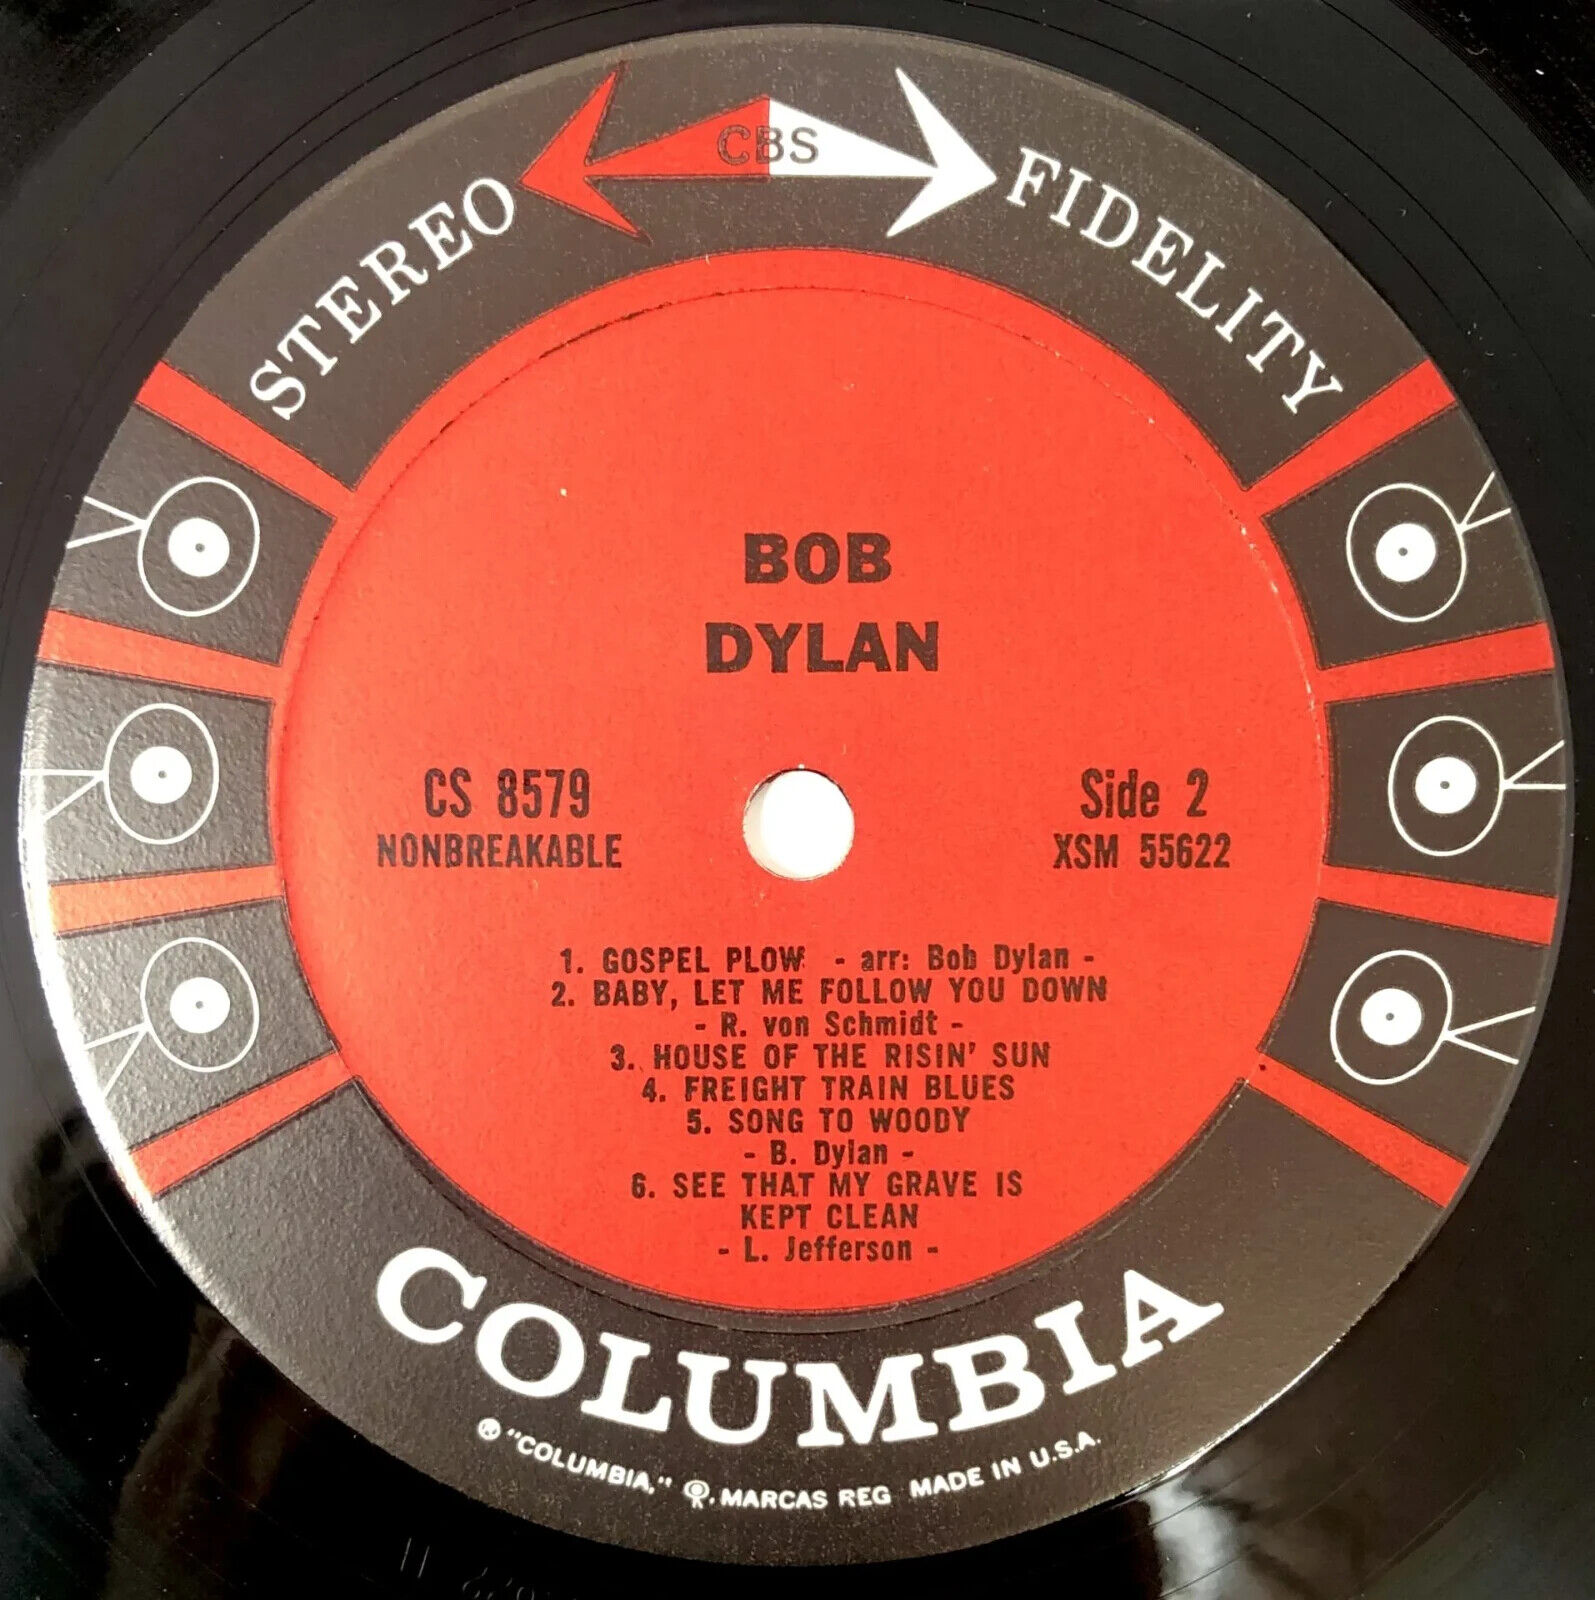 CBS
STEREO FIDELITY
BOB
DYLAN
CS 8579
NONBREAKABLE
Side 2
XSM 55622
1. GOSPEL PLOW - arr: Bob Dylan -
2. BABY, LET ME FOLLOW YOU DOWN
- R. von Schmidt -
3. HOUSE OF THE RISIN' SUN
4. FREIGHT TRAIN BLUES
5. SONG TO WOODY
- B. Dylan -
6. SEE THAT MY GRAVE IS
KEPT CLEAN
- L. Jefferson -
COLUMBIA
"COLUMBIA," MARCAS REG MADE IN U.S.A.